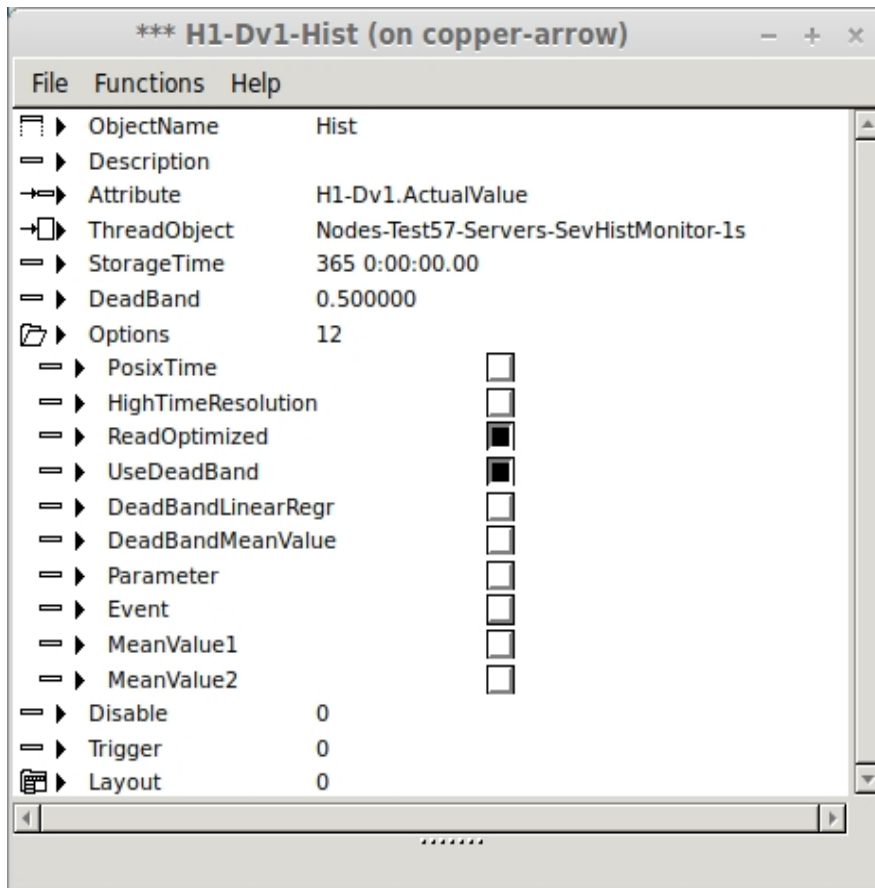 *** H1-Dv1-Hist (on copper-arrow)
File Functions Help
ObjectName Hist
Description
Attribute H1-Dv1.ActualValue
ThreadObject Nodes-Test57-Servers-SevHistMonitor-1s
StorageTime 365 0:00:00.00
DeadBand 0.500000
Options 12
PosixTime
HighTimeResolution
ReadOptimized
UseDeadBand
DeadBandLinearRegr
DeadBandMeanValue
Parameter
Event
MeanValue1
MeanValue2
Disable 0
Trigger 0
Layout 0